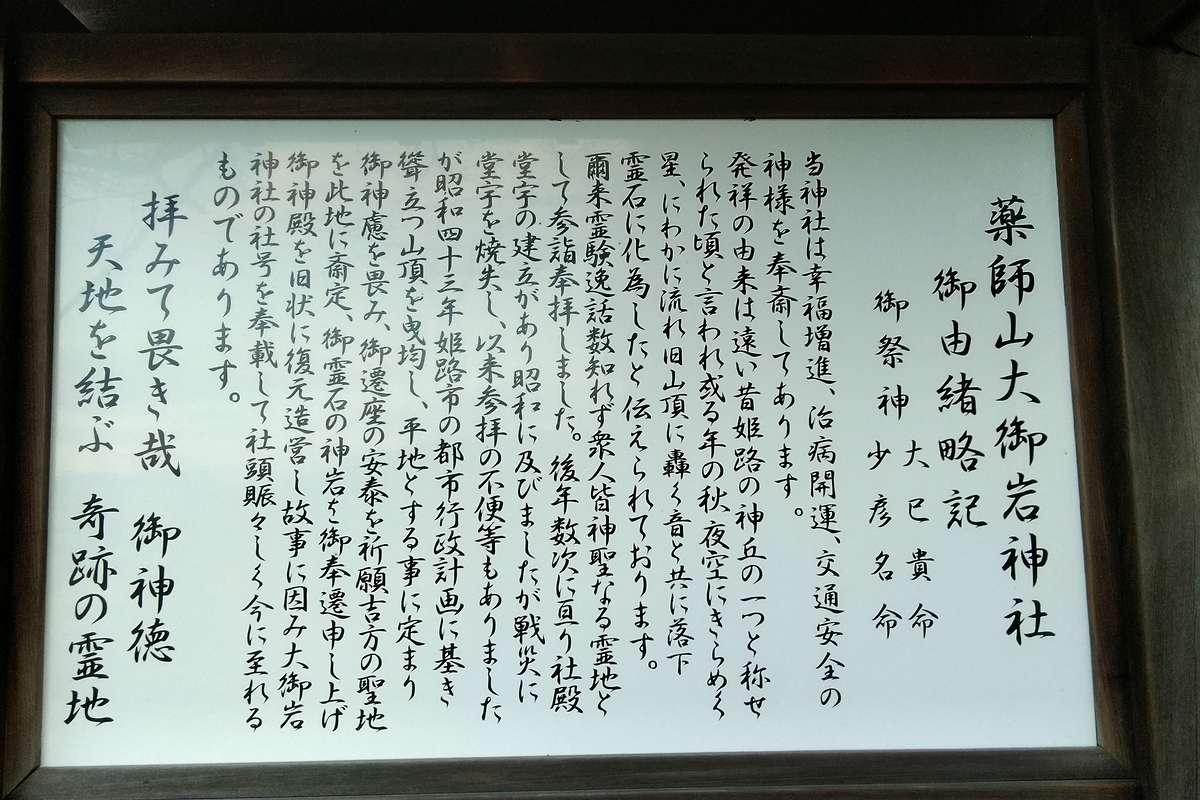 薬師山大御岩神社
御由緒略記
御祭神 大巳貴命
少彦名命
当神社は幸福増進、治病開運、交通安全の
神様を奉斎してあります。
発祥の由来は遠い昔姫路の神丘の一つと称せ
られた頃と言われ或る年の秋夜空にきらめく
星、にわかに流れ旧山頂に轟く音と共に落下
霊石に化為したと伝えられております。
爾来霊験逸話数知れず衆人皆神聖なる霊地と
して参詣奉拝しました。後年数次に亘り社殿
堂宇の建立があり昭和に及びましたが戦災に
堂宇を焼失し、以来参拝の不便等もありました
が昭和四十三年姫路市の都市行政計画に基き
聳立つ山頂を曳均し、平地とする事に定まり
御神慮を畏み、御遷座の安泰を祈願吉方の聖地
を此地に斎定、御霊石の神岩を御奉遷申し上げ
御神殿を旧状に復元造営し故事に因み大御岩
神社の社号を奉載して社頭賑々しく今に至れる
ものであります。
拝みて畏き哉 御神徳
天地を結ぶ 奇跡の霊地